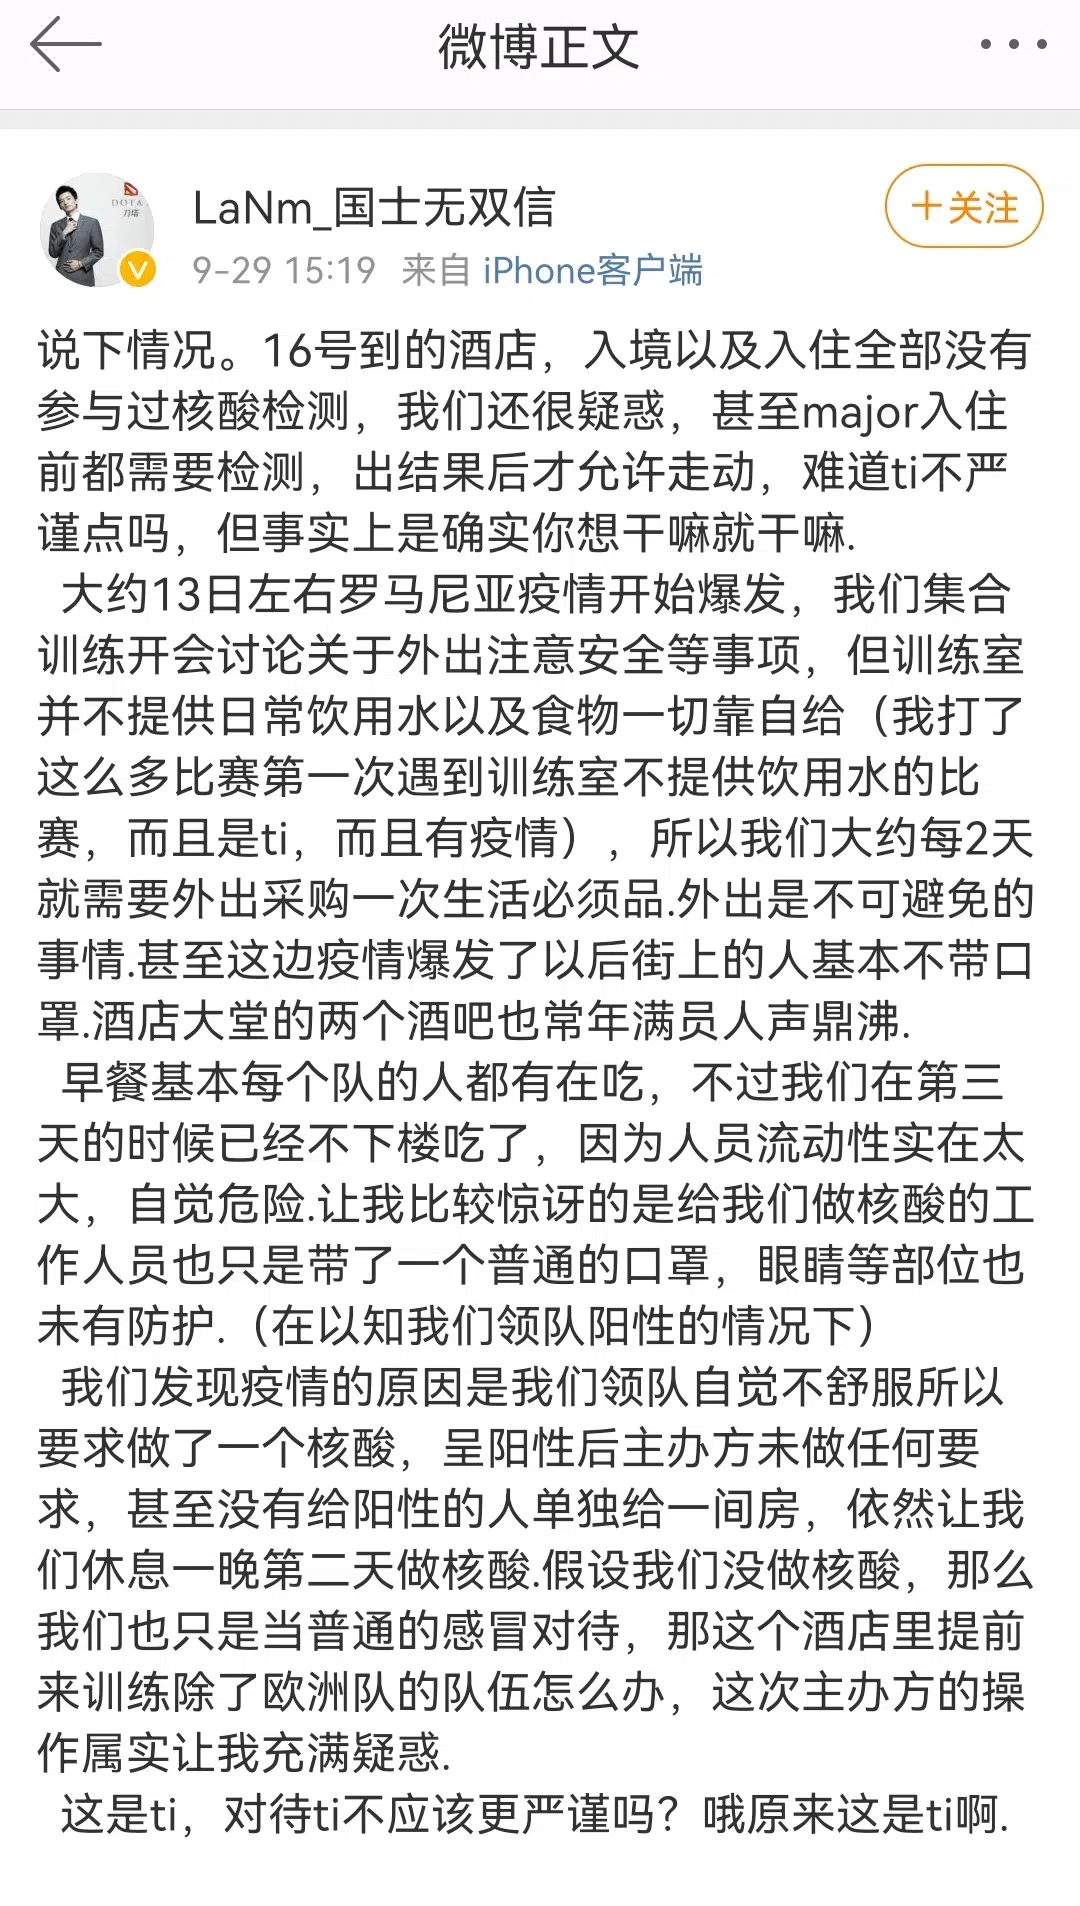 微博正文
DOTA
刀塔
LaNm_国士无双信
+关注
9-29 15:19 来自 iPhone客户端
说下情况。16号到的酒店，入境以及入住全部没有
参与过核酸检测，我们还很疑惑，甚至major入住
前都需要检测，出结果后才允许走动，难道ti不严
谨点吗，但事实上是确实你想干嘛就干嘛.
大约13日左右罗马尼亚疫情开始爆发，我们集合
训练开会讨论关于外出注意安全等事项，但训练室
并不提供日常饮用水以及食物一切靠自给（我打了
这么多比赛第一次遇到训练室不提供饮用水的比
赛，而且是ti，而且有疫情），所以我们大约每2天
就需要外出采购一次生活必须品.外出是不可避免的
事情.甚至这边疫情爆发了以后街上的人基本不带口
罩.酒店大堂的两个酒吧也常年满员人声鼎沸.
早餐基本每个队的人都有在吃，不过我们在第三
天的时候已经不下楼吃了，因为人员流动性实在太
大，自觉危险.让我比较惊讶的是给我们做核酸的工
作人员也只是带了一个普通的口罩，眼睛等部位也
未有防护.（在以知我们领队阳性的情况下）
我们发现疫情的原因是我们领队自觉不舒服所以
要求做了一个核酸，呈阳性后主办方未做任何要
求，甚至没有给阳性的人单独给一间房，依然让我
们休息一晚第二天做核酸.假设我们没做核酸，那么
我们也只是当普通的感冒对待，那这个酒店里提前
来训练除了欧洲队的队伍怎么办，这次主办方的操
作属实让我充满疑惑.
这是ti，对待ti不应该更严谨吗？哦原来这是ti啊.